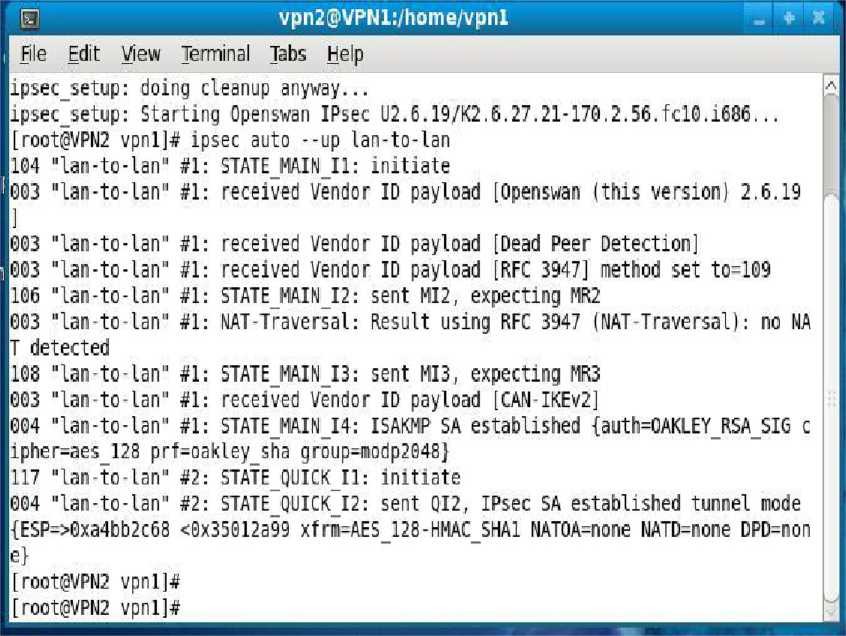 vpn2@VPN1:/home/vpn1
File Edit View Terminal Tabs Help
ipsec_setup: doing cleanup anyway...
ipsec_setup: Starting Openswan IPsec U2.6.19/K2.6.27.21-170.2.56.fc10.i686...
[root@VPN2 vpn1]# ipsec auto --up lan-to-lan
104 "lan-to-lan" #1: STATE_MAIN_I1: initiate
003 "lan-to-lan" #1: received Vendor ID payload [Openswan (this version) 2.6.19
]
003 "lan-to-lan" #1: received Vendor ID payload [Dead Peer Detection]
003 "lan-to-lan" #1: received Vendor ID payload [RFC 3947] method set to=109
106 "lan-to-lan" #1: STATE_MAIN_I2: sent MI2, expecting MR2
003 "lan-to-lan" #1: NAT-Traversal: Result using RFC 3947 (NAT-Traversal): no NA
T detected
108 "lan-to-lan" #1: STATE_MAIN_I3: sent MI3, expecting MR3
003 "lan-to-lan" #1: received Vendor ID payload [CAN-IKEv2]
004 "lan-to-lan" #1: STATE_MAIN_I4: ISAKMP SA established {auth=OAKLEY_RSA_SIG c
ipher=aes_128 prf=oakley_sha group=modp2048}
117 "lan-to-lan" #2: STATE_QUICK_I1: initiate
004 "lan-to-lan" #2: STATE_QUICK_I2: sent QI2, IPsec SA established tunnel mode
{ESP=>0xa4bb2c68 <0x35012a99 xfrm=AES_128-HMAC_SHA1 NATOA=none NATD=none DPD=non
e}
[root@VPN2 vpn1]#
[root@VPN2 vpn1]#